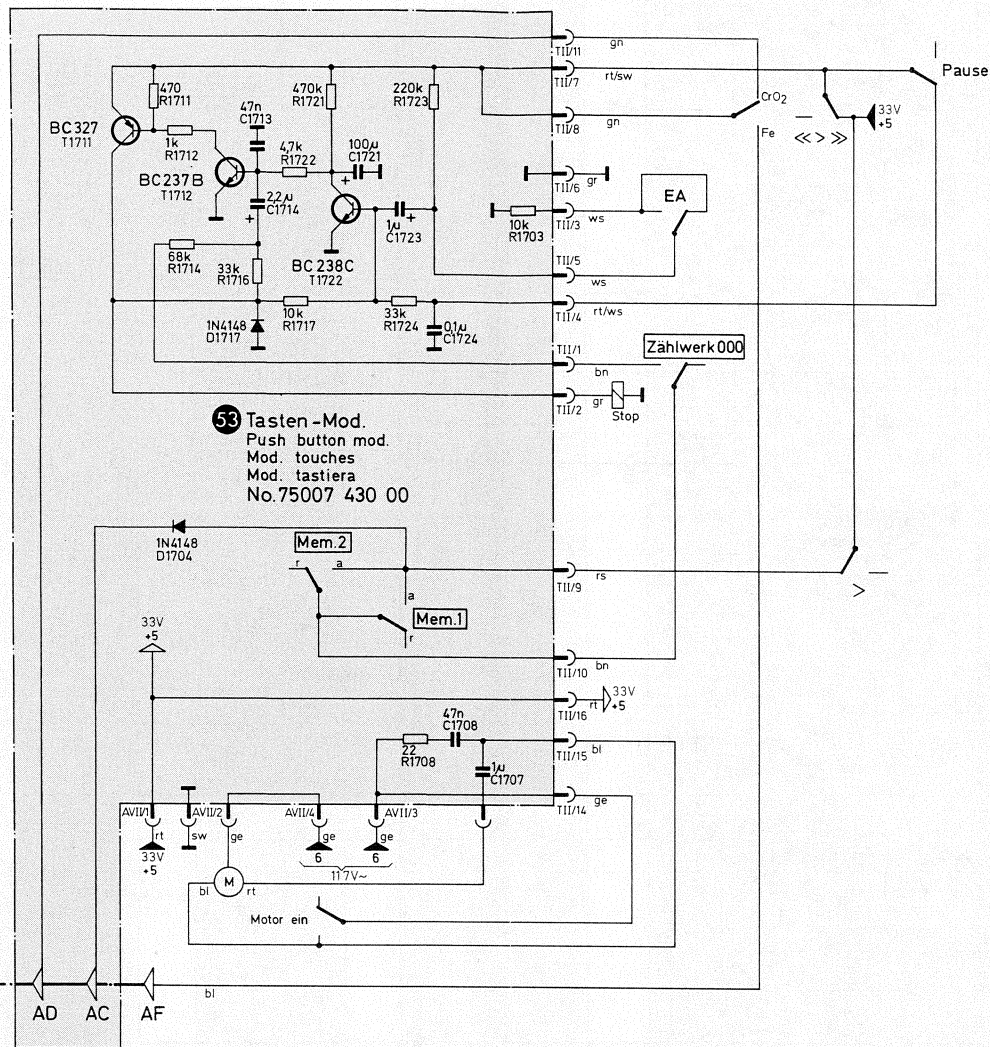 TII/11
gn
TII/7
rt/sw
Pause
470
R1711
470k
R1721
220k
R1723
47n
C1713
CrO2
33V
+5
TII/8
gn
Fe
<<>>>
BC327
T1711
1k
R1712
4,7k
R1722
100µ
C1721
+
BC237B
T1712
TII/6
gr
2,2µ
C1714
+
1µ
C1723
+
10k
R1703
TII/3
ws
EA
68k
R1714
33k
R1716
BC238C
T1722
TII/5
ws
10k
R1717
33k
R1724
TII/4
rt/ws
1N4148
D1717
0,1µ
C1724
TII/1
bn
Zählwerk 000
TII/2
gr
Stop
53 Tasten-Mod.
Push button mod.
Mod. touches
Mod. tastiera
No.75007 430 00
1N4148
D1704
Mem.2
r
a
TII/9
rs
>
a
Mem.1
r
33V
+5
TII/10
bn
TII/16
rt
33V
+5
47n
C1708
22
R1708
1µ
C1707
TII/15
bl
TII/14
ge
AVII/1
AVII/2
AVII/4
AVII/3
rt
sw
ge
ge
ge
33V
+5
6
6
11.7V~
bl
M
rt
Motor ein
bl
AD
AC
AF